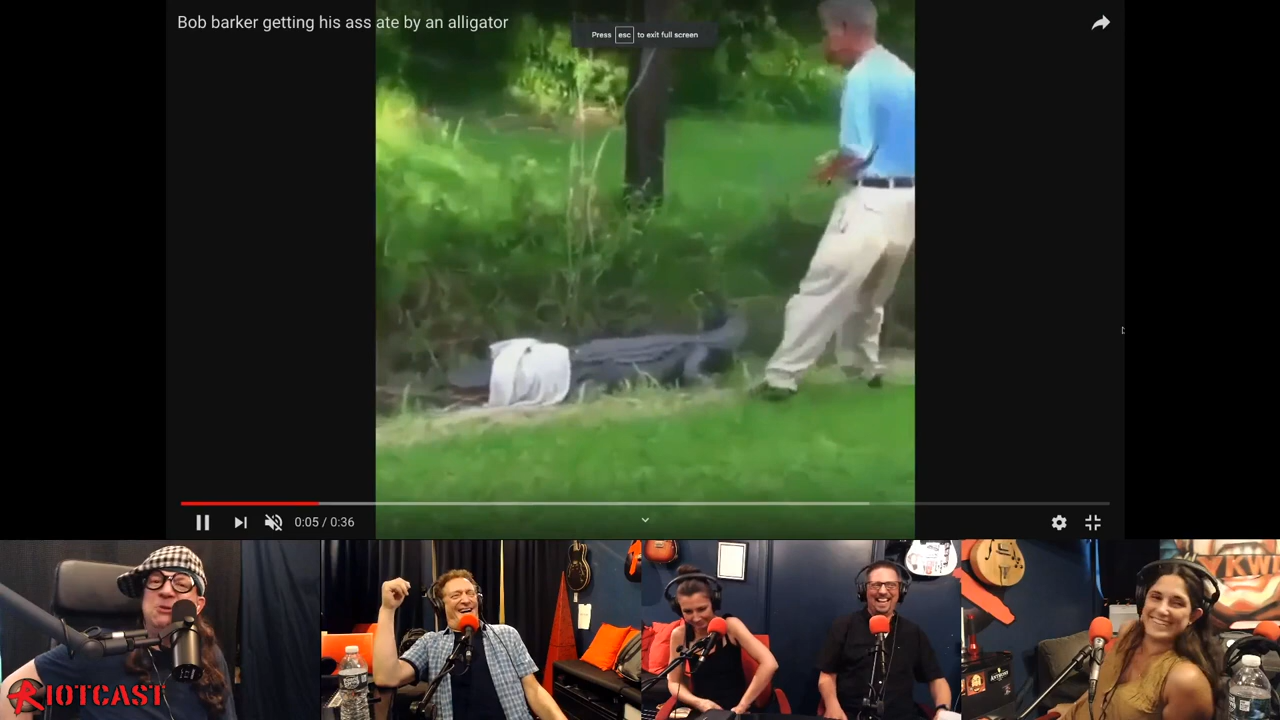 Bob barker getting his ass ate by an alligator
Press esc to exit full screen
0:05 / 0:36
YKWD
RIOTCAST